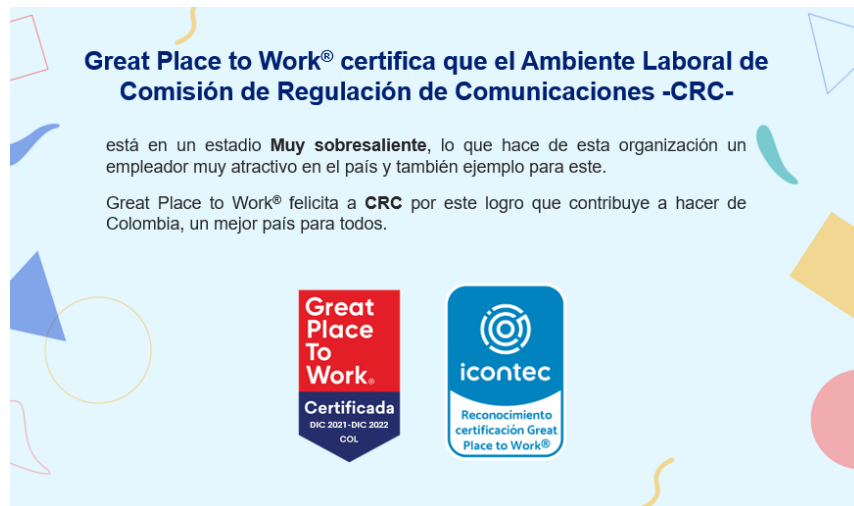 Great Place to Work® certifica que el Ambiente Laboral de
Comisión de Regulación de Comunicaciones -CRC-
está en un estadio Muy sobresaliente, lo que hace de esta organización un
empleador muy atractivo en el país y también ejemplo para este.
Great Place to Work® felicita a CRC por este logro que contribuye a hacer de
Colombia, un mejor país para todos.
Great
Place
To
Work®
Certificada
DIC 2021-DIC 2022
COL
icontec
Reconocimiento
certificación Great
Place to Work®